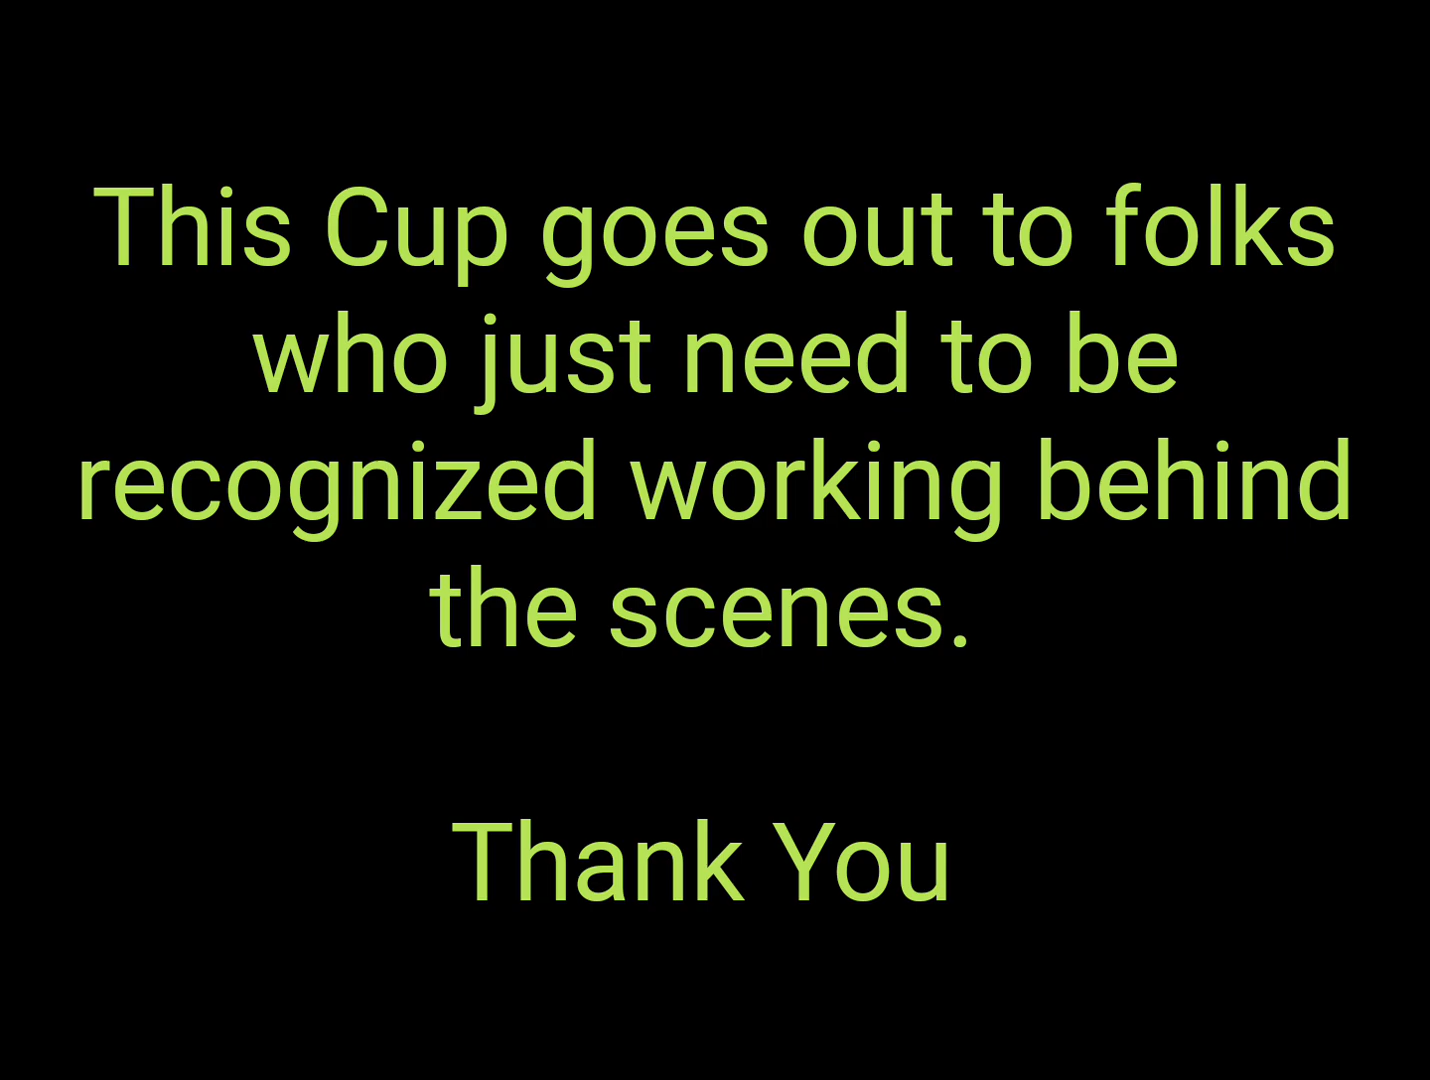 This Cup goes out to folks
who just need to be
recognized working behind
the scenes.
Thank You